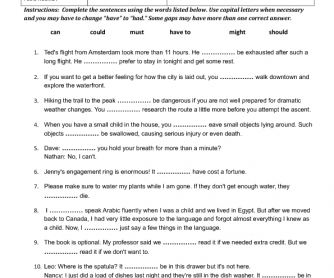 Instructions: Complete the sentences using the words listed below. Use capital letters when necessary
and you may have to change "have" to "had." Some gaps may have more than one correct answer.
can could must have to might should
1. Ted's flight from Amsterdam took more than 11 hours. He ................ be exhausted after such a
long flight. He ................ prefer to stay in tonight and get some rest.
2. If you want to get a better feeling for how the city is laid out, you ................ walk downtown and
explore the waterfront.
3. Hiking the trail to the peak ................ be dangerous if you are not well prepared for dramatic
weather changes. You ................ research the route a little more before you attempt the ascent.
4. When you have a small child in the house, you ................ leave small objects lying around. Such
objects ................ be swallowed, causing serious injury or even death.
5. Dave: ................ you hold your breath for more than a minute?
Nathan: No, I can't.
6. Jenny's engagement ring is enormous! It ................ have cost a fortune.
7. Please make sure to water my plants while I am gone. If they don't get enough water, they
................ die.
8. I ................ speak Arabic fluently when I was a child and we lived in Egypt. But after we moved
back to Canada, I had very little exposure to the language and forgot almost everything I knew as
a child. Now, I ................ just say a few things in the language.
9. The book is optional. My professor said we ................ read it if we needed extra credit. But we
................ read it if we don't want to.
10. Leo: Where is the spatula? It ................ be in this drawer but it's not here.
Nancy: I just did a load of dishes last night and they're still in the dish washer. It ................ be